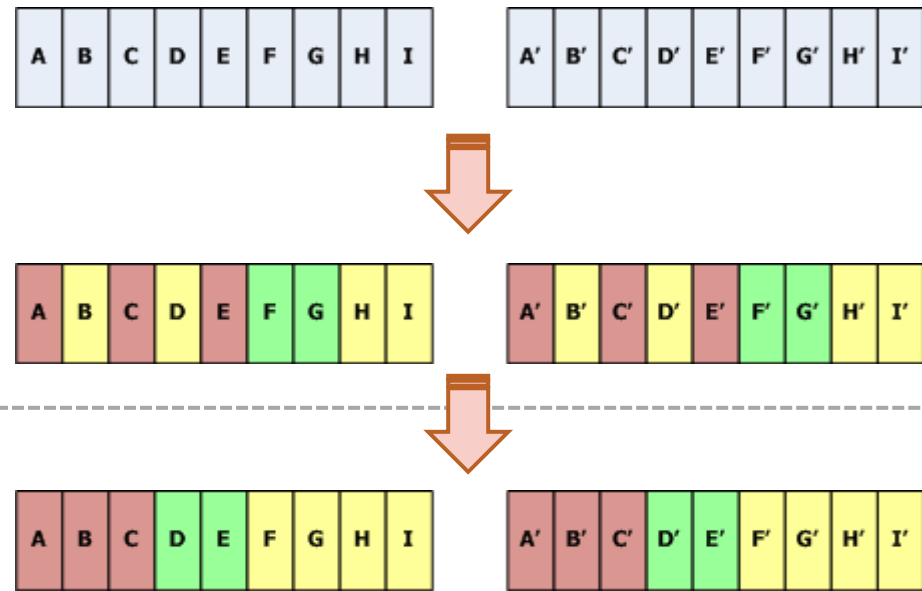 A B C D E F G H I A′ B′ C′ D′ E′ F′ G′ H′ I′
A B C D E F G H I A′ B′ C′ D′ E′ F′ G′ H′ I′
A B C D E F G H I A′ B′ C′ D′ E′ F′ G′ H′ I′